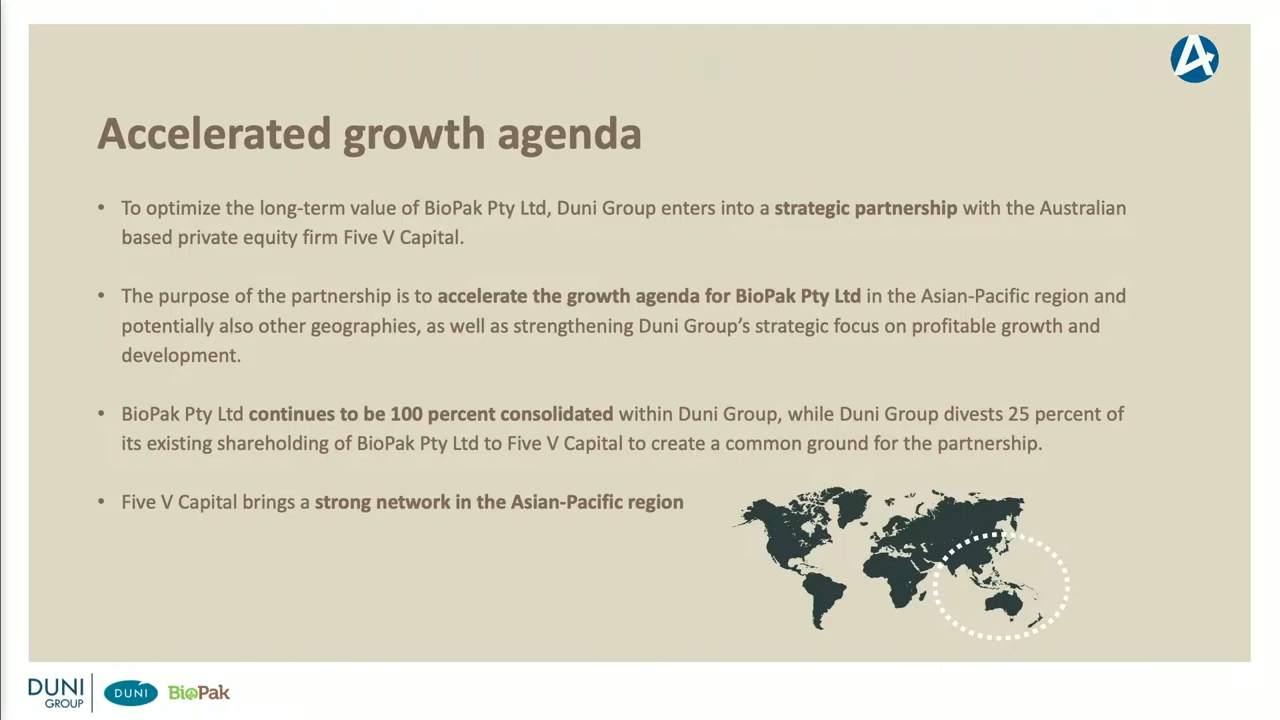 Accelerated growth agenda
• To optimize the long-term value of BioPak Pty Ltd, Duni Group enters into a strategic partnership with the Australian
based private equity firm Five V Capital.
• The purpose of the partnership is to accelerate the growth agenda for BioPak Pty Ltd in the Asian-Pacific region and
potentially also other geographies, as well as strengthening Duni Group’s strategic focus on profitable growth and
development.
• BioPak Pty Ltd continues to be 100 percent consolidated within Duni Group, while Duni Group divests 25 percent of
its existing shareholding of BioPak Pty Ltd to Five V Capital to create a common ground for the partnership.
• Five V Capital brings a strong network in the Asian-Pacific region
DUNI
GROUP
DUNI
BioPak